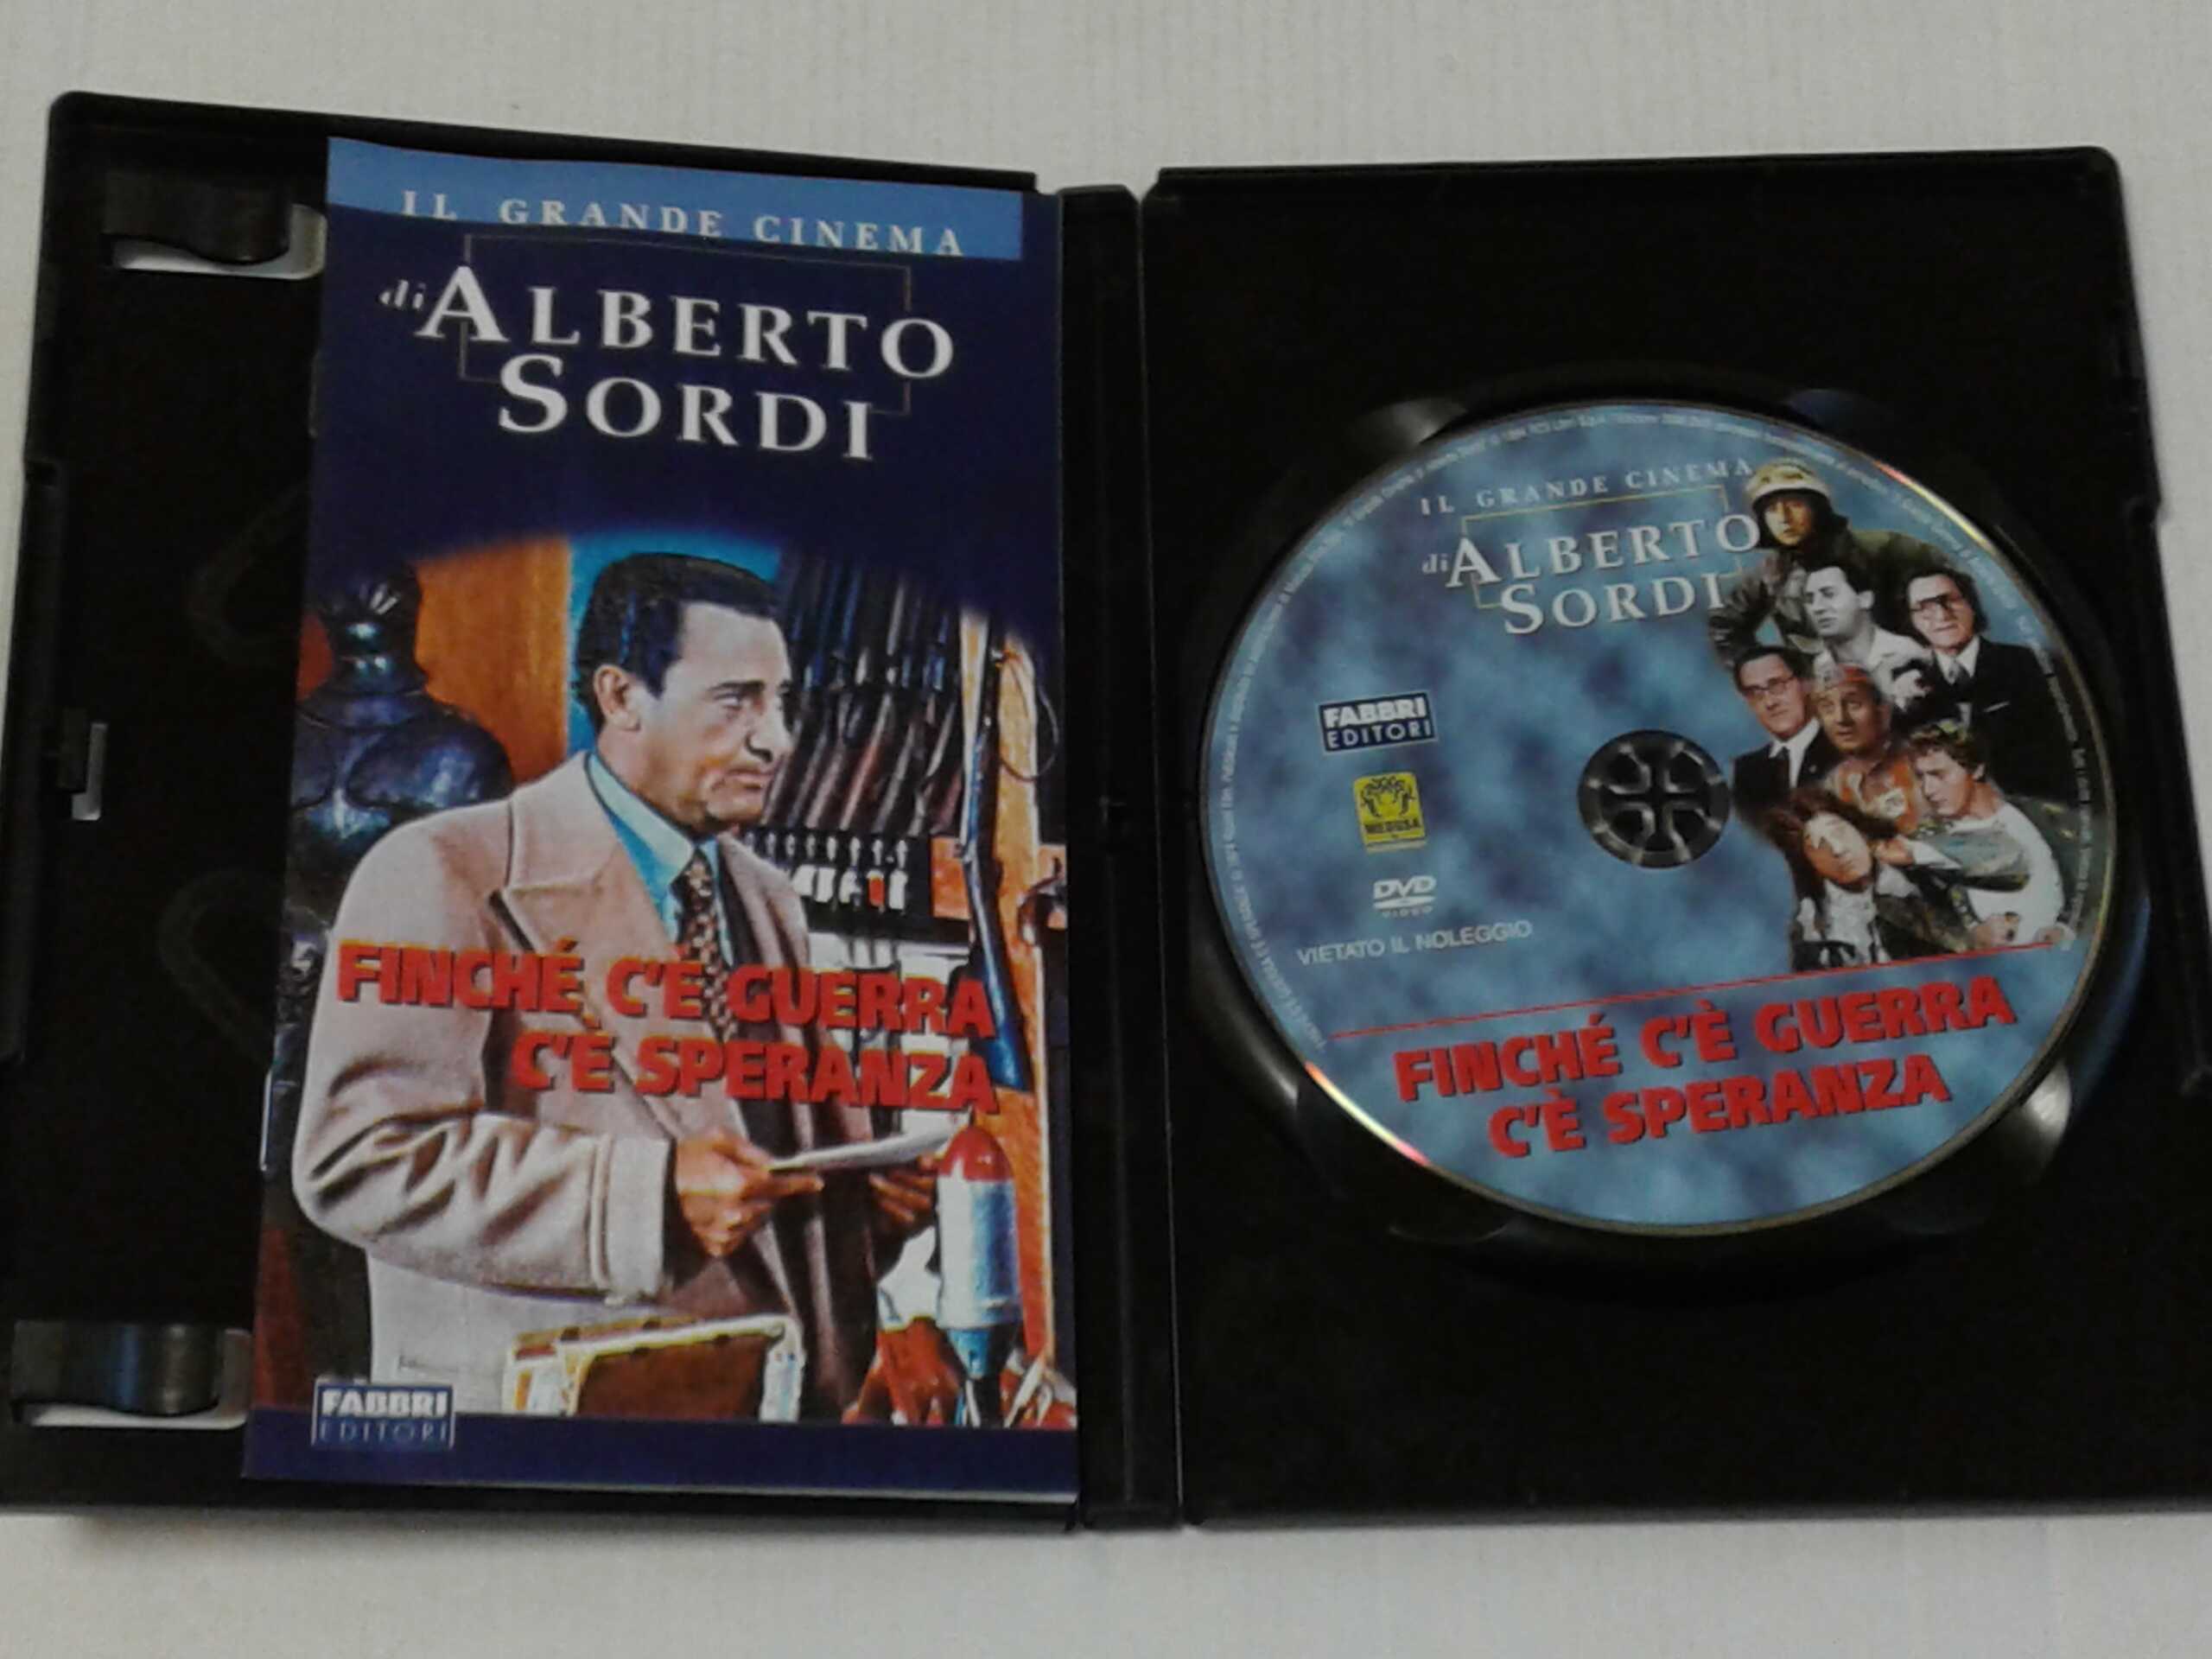 IL GRANDE CINEMA
di ALBERTO
SORDI
FINCHÉ C'È GUERRA
C'È SPERANZA
FABBRI
EDITORI
IL GRANDE CINEMA
di ALBERTO
SORDI
FABBRI
EDITORI
MEDUSA
DVD
VIDEO
VIETATO IL NOLEGGIO
FINCHÉ C'È GUERRA
C'È SPERANZA